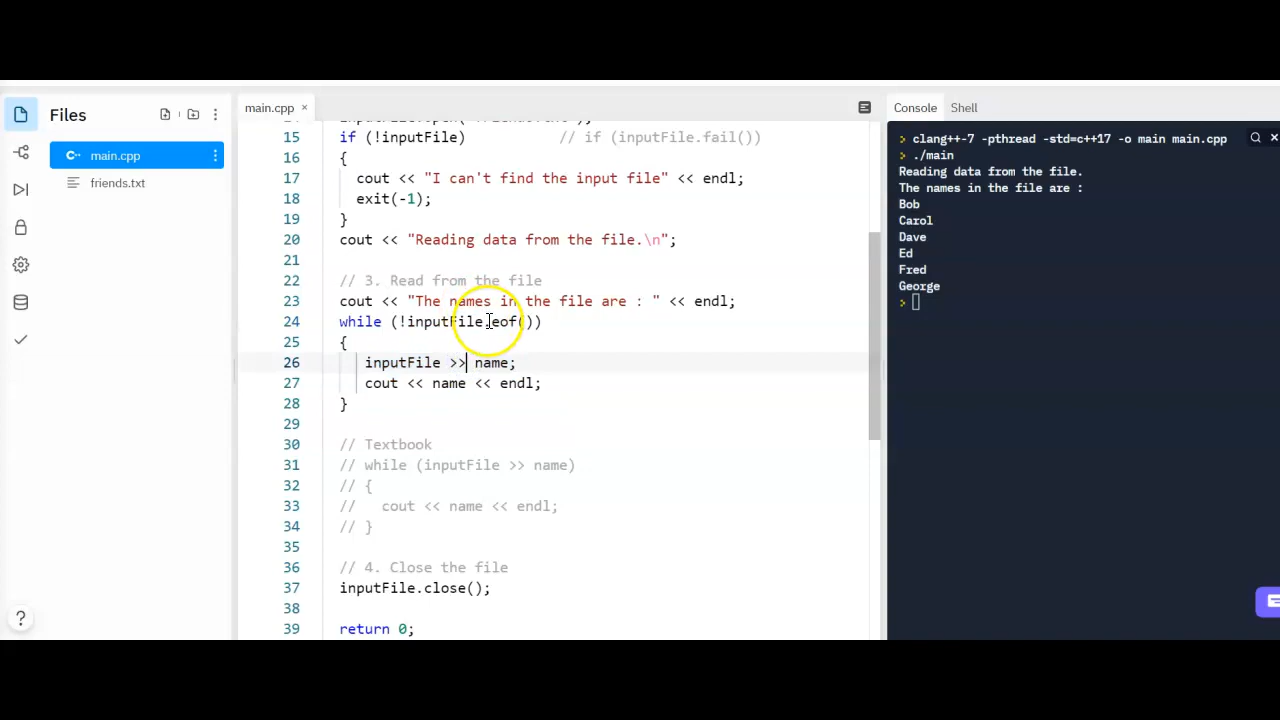 Files
main.cpp
friends.txt
main.cpp ×
15 if (!inputFile) // if (inputFile.fail())
16 {
17 cout << "I can't find the input file" << endl;
18 exit(-1);
19 }
20 cout << "Reading data from the file.\n";
21
22 // 3. Read from the file
23 cout << "The names in the file are : " << endl;
24 while (!inputFile.eof())
25 {
26 inputFile >> name;
27 cout << name << endl;
28 }
29
30 // Textbook
31 // while (inputFile >> name)
32 // {
33 // cout << name << endl;
34 // }
35
36 // 4. Close the file
37 inputFile.close();
38
39 return 0;
Console Shell
> clang++-7 -pthread -std=c++17 -o main main.cpp
> ./main
Reading data from the file.
The names in the file are :
Bob
Carol
Dave
Ed
Fred
George
>